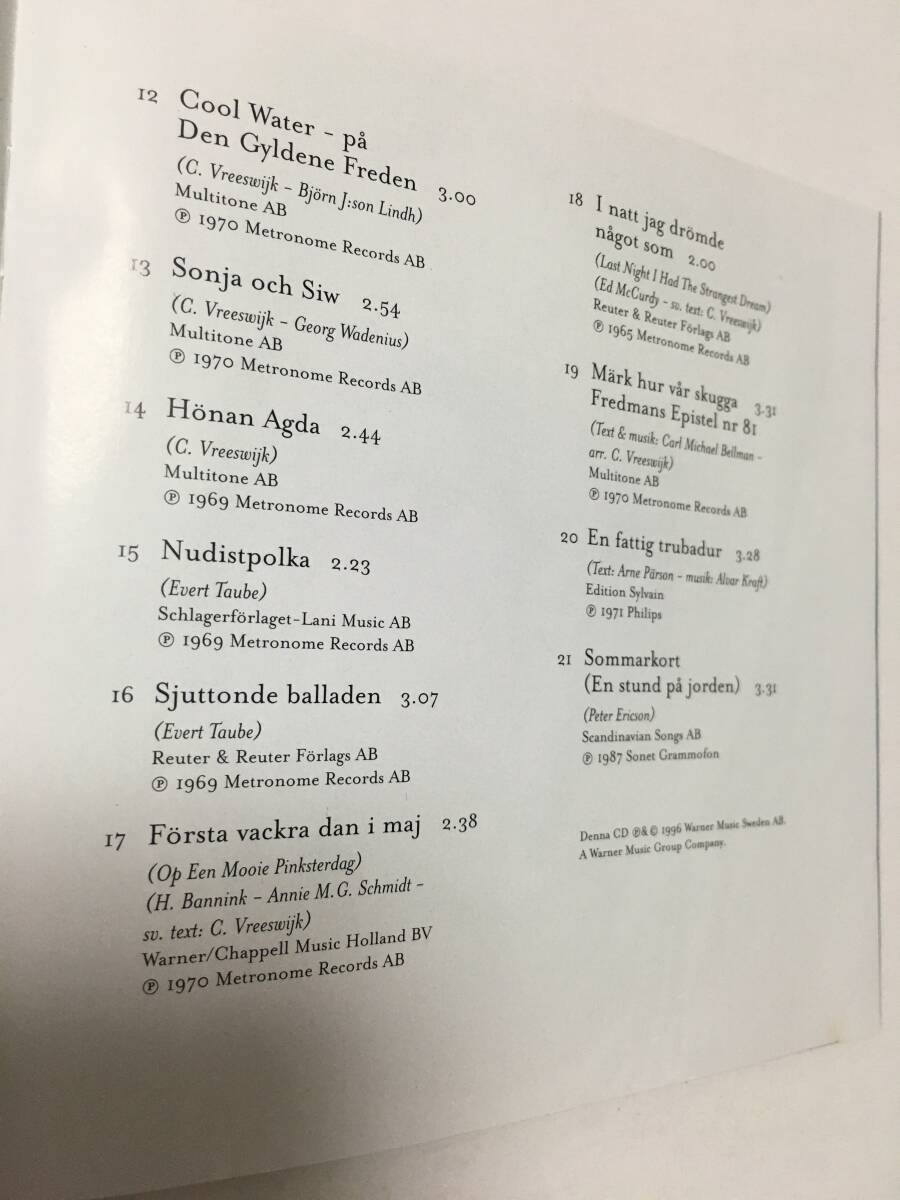 12 Cool Water - på
Den Gyldene Freden 3.00
(C. Vreeswijk - Björn J:son Lindh)
Multitone AB
℗ 1970 Metronome Records AB
13 Sonja och Siw 2.54
(C. Vreeswijk - Georg Wadenius)
Multitone AB
℗ 1970 Metronome Records AB
14 Hönan Agda 2.44
(C. Vreeswijk)
Multitone AB
℗ 1969 Metronome Records AB
15 Nudistpolka 2.23
(Evert Taube)
Schlagerförlaget-Lani Music AB
℗ 1969 Metronome Records AB
16 Sjuttonde balladen 3.07
(Evert Taube)
Reuter & Reuter Förlags AB
℗ 1969 Metronome Records AB
17 Första vackra dan i maj 2.38
(Op Een Mooie Pinksterdag)
(H. Bannink - Annie M.G. Schmidt -
sv. text: C. Vreeswijk)
Warner/Chappell Music Holland BV
℗ 1970 Metronome Records AB
18 I natt jag drömde
något som 2.00
(Last Night I Had The Strangest Dream)
(Ed McCurdy - sv. text: C. Vreeswijk)
Reuter & Reuter Förlags AB
℗ 1965 Metronome Records AB
19 Märk hur vår skugga 3.31
Fredmans Epistel nr 81
(Text & musik: Carl Michael Bellman -
arr. C. Vreeswijk)
Multitone AB
℗ 1970 Metronome Records AB
20 En fattig trubadur 3.28
(Text: Arne Pärson - musik: Alvar Kraft)
Edition Sylvain
℗ 1971 Philips
21 Sommarkort
(En stund på jorden) 3.31
(Peter Ericson)
Scandinavian Songs AB
℗ 1987 Sonet Grammofon
Denna CD ℗&© 1996 Warner Music Sweden AB.
A Warner Music Group Company.